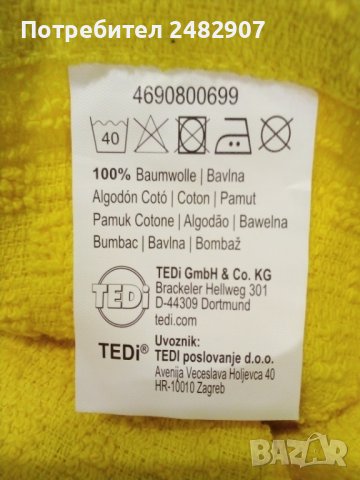 Потребител 2482907
4690800699
40
100% Baumwolle | Bavlna
Algodón Cotó | Coton | Pamut
Pamuk Cotone | Algodão | Bawełna
Bumbac | Bavlna | Bombaž
TEDi
TEDi GmbH & Co. KG
Brackeler Hellweg 301
D-44309 Dortmund
tedi.com
TEDi®
Uvoznik:
TEDI poslovanje d.o.o.
Avenija Veceslava Holjevca 40
HR-10010 Zagreb
BAZAR